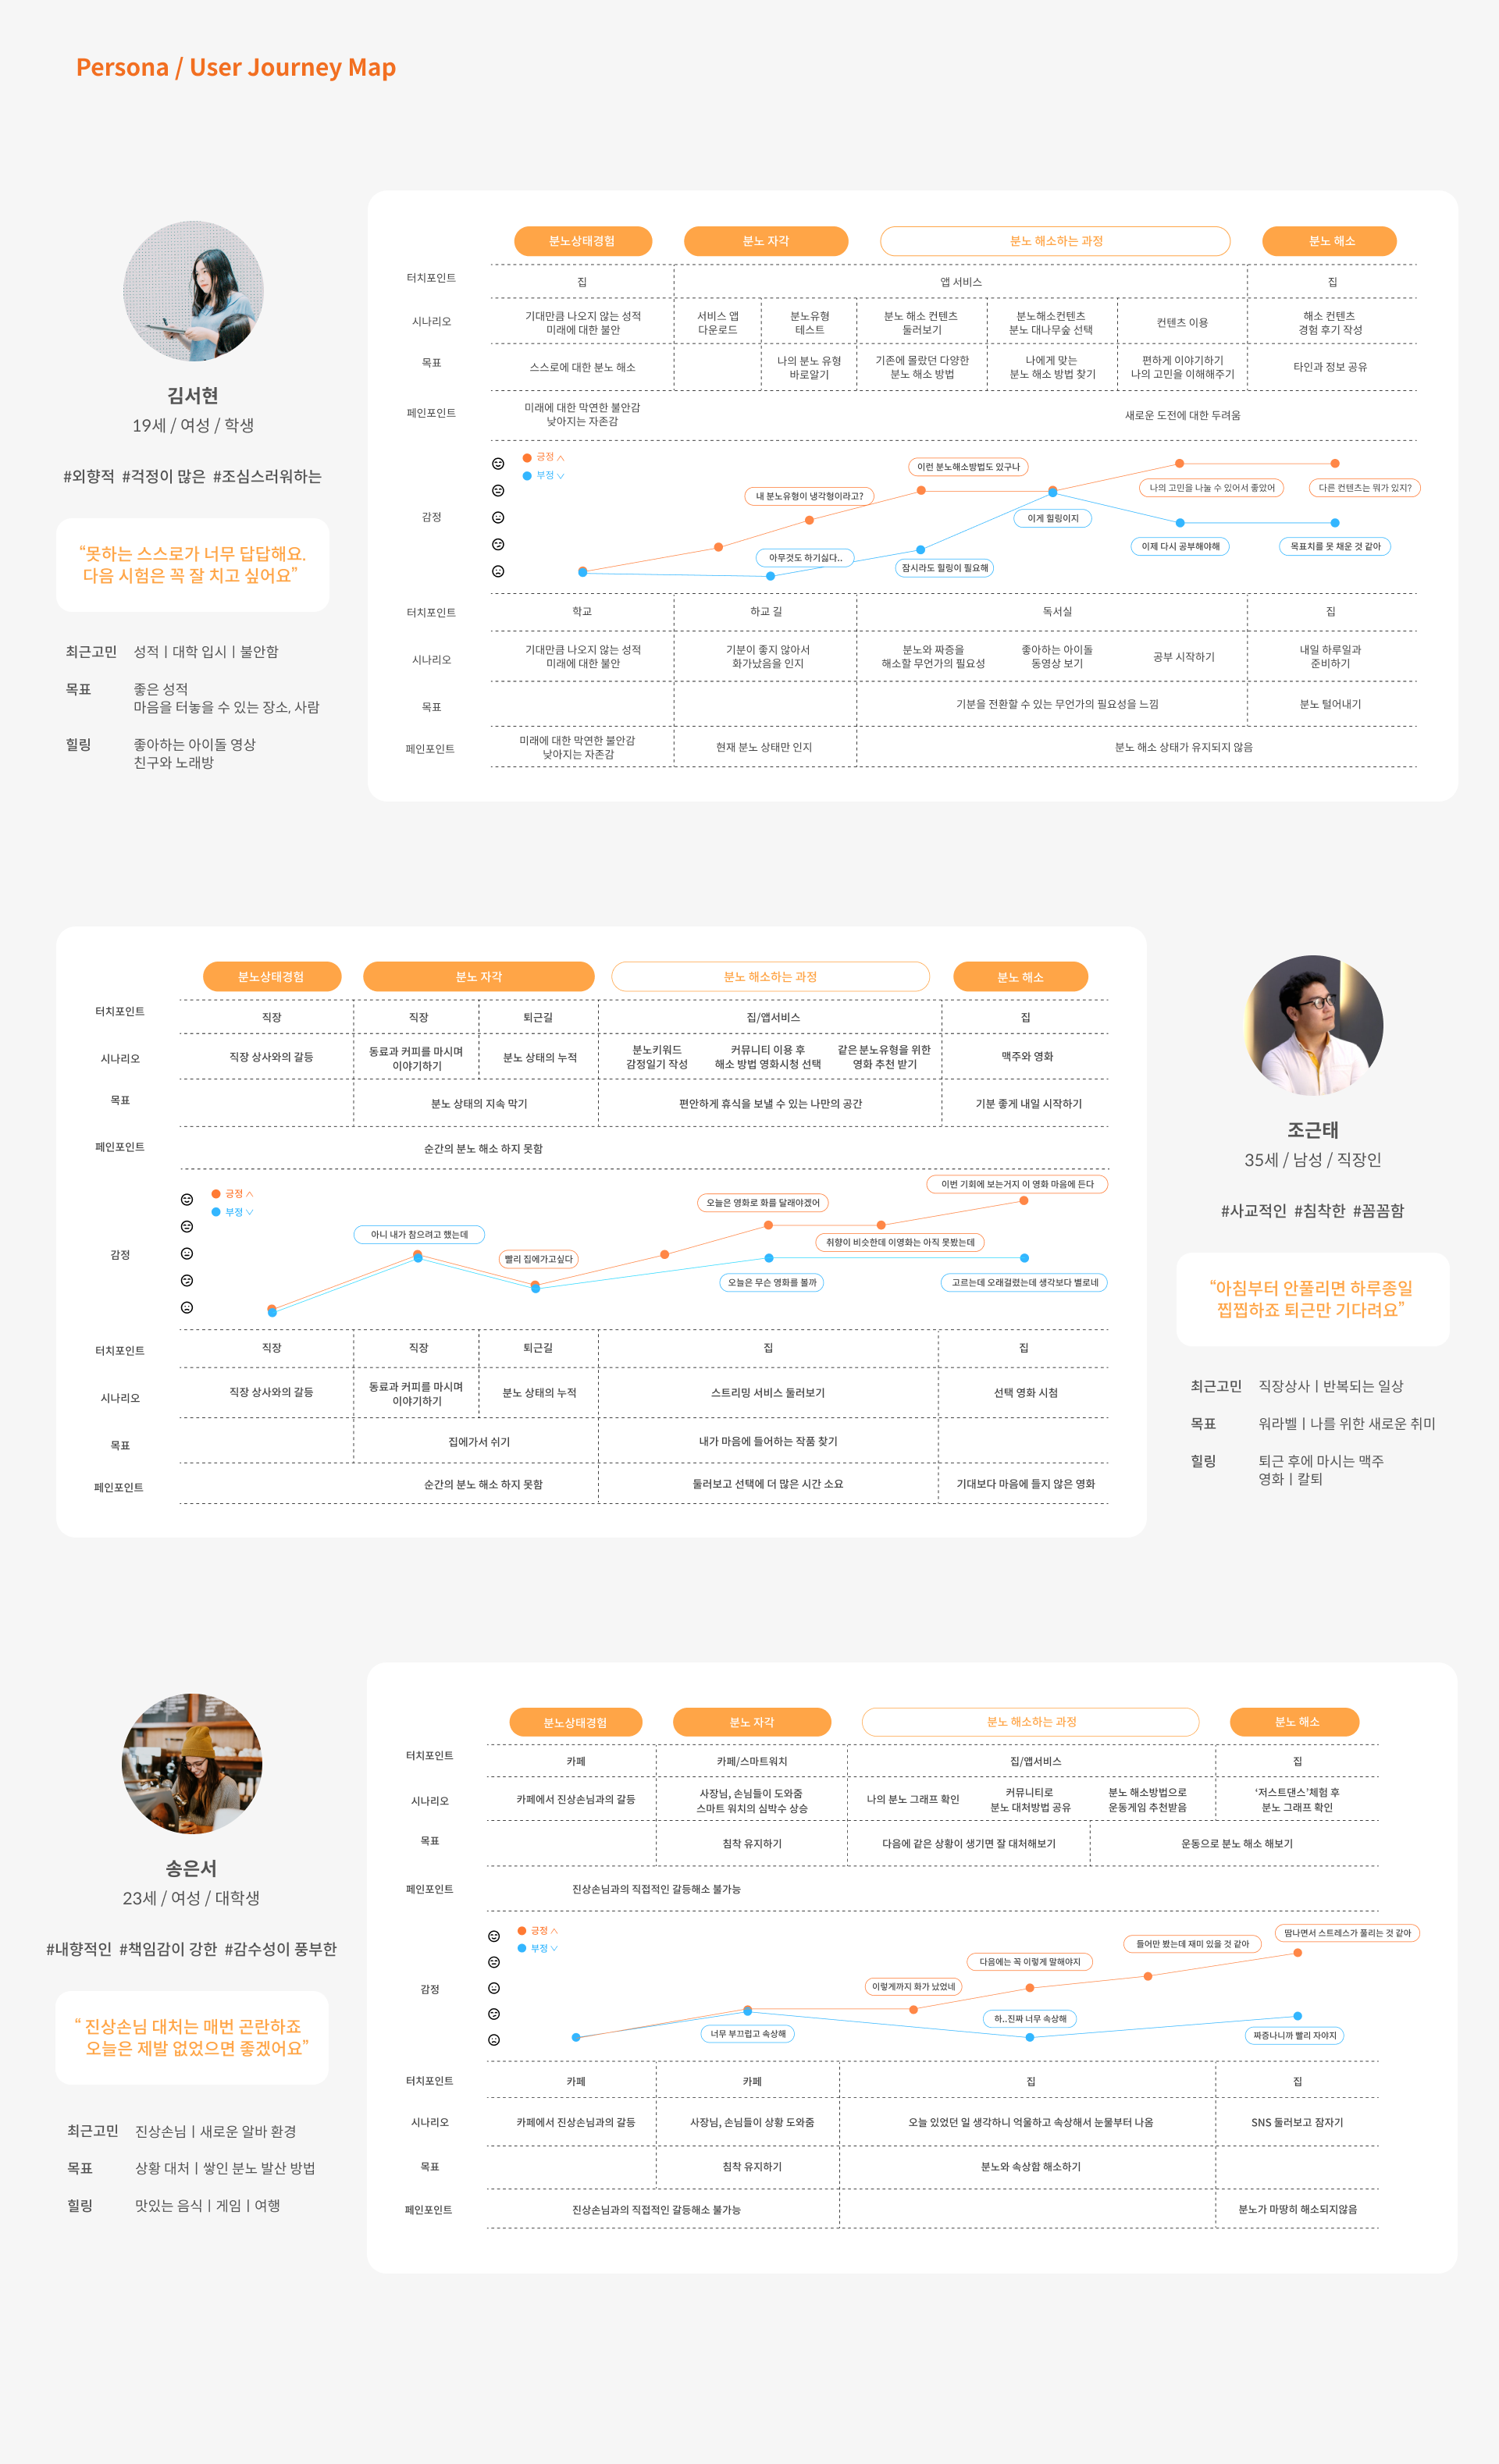 Persona / User Journey Map
김서현
19세 / 여성 / 학생
#외향적 #걱정이 많은 #조심스러워하는
“못하는 스스로가 너무 답답해요.
다음 시험은 꼭 잘 치고 싶어요”
최근고민 성적ㅣ대학 입시ㅣ불안함
목표 좋은 성적
마음을 터놓을 수 있는 장소, 사람
힐링 좋아하는 아이돌 영상
친구와 노래방
분노상태경험 분노 자각 분노 해소하는 과정 분노 해소
터치포인트 집 앱 서비스 집
시나리오 기대만큼 나오지 않는 성적 서비스 앱 분노유형 분노 해소 컨텐츠 분노해소컨텐츠 컨텐츠 이용 해소 컨텐츠
미래에 대한 불안 다운로드 테스트 둘러보기 분노 대나무숲 선택 경험 후기 작성
목표 스스로에 대한 분노 해소 나의 분노 유형 기존에 몰랐던 다양한 나에게 맞는 편하게 이야기하기 타인과 정보 공유
바로알기 분노 해소 방법 분노 해소 방법 찾기 나의 고민을 이해해주기
페인포인트 미래에 대한 막연한 불안감 새로운 도전에 대한 두려움
낮아지는 자존감
긍정
부정
감정
이런 분노해소방법도 있구나
내 분노유형이 냉각형이라고?
나의 고민을 나눌 수 있어서 좋았어
다른 컨텐츠는 뭐가 있지?
이게 힐링이지
아무것도 하기싫다..
잠시라도 힐링이 필요해
이제 다시 공부해야해
목표치를 못 채운 것 같아
터치포인트 학교 하교 길 독서실 집
시나리오 기대만큼 나오지 않는 성적 기분이 좋지 않아서 분노와 짜증을 좋아하는 아이돌 공부 시작하기 내일 하루일과
미래에 대한 불안 화가났음을 인지 해소할 무언가의 필요성 동영상 보기 준비하기
목표 기분을 전환할 수 있는 무언가의 필요성을 느낌 분노 털어내기
페인포인트 미래에 대한 막연한 불안감 현재 분노 상태만 인지 분노 해소 상태가 유지되지 않음
낮아지는 자존감
분노상태경험 분노 자각 분노 해소하는 과정 분노 해소
터치포인트 직장 직장 퇴근길 집/앱서비스 집
시나리오 직장 상사와의 갈등 동료과 커피를 마시며 분노 상태의 누적 분노키워드 커뮤니티 이용 후 같은 분노유형을 위한 맥주와 영화
이야기하기 감정일기 작성 해소 방법 영화시청 선택 영화 추천 받기
목표 분노 상태의 지속 막기 편안하게 휴식을 보낼 수 있는 나만의 공간 기분 좋게 내일 시작하기
페인포인트 순간의 분노 해소 하지 못함
긍정
부정
감정
이번 기회에 보는거지 이 영화 마음에 든다
오늘은 영화로 화를 달래야겠어
아니 내가 참으려고 했는데
취향이 비슷한데 이영화는 아직 못봤는데
빨리 집에가고싶다
오늘은 무슨 영화를 볼까
고르는데 오래걸렸는데 생각보다 별로네
터치포인트 직장 직장 퇴근길 집 집
시나리오 직장 상사와의 갈등 동료과 커피를 마시며 분노 상태의 누적 스트리밍 서비스 둘러보기 선택 영화 시첨
이야기하기
목표 집에가서 쉬기 내가 마음에 들어하는 작품 찾기
페인포인트 순간의 분노 해소 하지 못함 둘러보고 선택에 더 많은 시간 소요 기대보다 마음에 들지 않은 영화
조근태
35세 / 남성 / 직장인
#사교적인 #침착한 #꼼꼼함
“아침부터 안풀리면 하루종일
찝찝하죠 퇴근만 기다려요”
최근고민 직장상사ㅣ반복되는 일상
목표 워라벨ㅣ나를 위한 새로운 취미
힐링 퇴근 후에 마시는 맥주
영화ㅣ칼퇴
송은서
23세 / 여성 / 대학생
#내향적인 #책임감이 강한 #감수성이 풍부한
“ 진상손님 대처는 매번 곤란하죠
오늘은 제발 없었으면 좋겠어요”
최근고민 진상손님ㅣ새로운 알바 환경
목표 상황 대처ㅣ쌓인 분노 발산 방법
힐링 맛있는 음식ㅣ게임ㅣ여행
분노상태경험 분노 자각 분노 해소하는 과정 분노 해소
터치포인트 카페 카페/스마트워치 집/앱서비스 집
시나리오 카페에서 진상손님과의 갈등 사장님, 손님들이 도와줌 나의 분노 그래프 확인 커뮤니티로 분노 해소방법으로 ‘저스트댄스’체험 후
스마트 워치의 심박수 상승 분노 대처방법 공유 운동게임 추천받음 분노 그래프 확인
목표 침착 유지하기 다음에 같은 상황이 생기면 잘 대처해보기 운동으로 분노 해소 해보기
페인포인트 진상손님과의 직접적인 갈등해소 불가능
긍정
부정
감정
땀나면서 스트레스가 풀리는 것 같아
들어만 봤는데 재미 있을 것 같아
다음에는 꼭 이렇게 말해야지
이렇게까지 화가 났었네
하..진짜 너무 속상해
너무 부끄럽고 속상해
짜증나니까 빨리 자야지
터치포인트 카페 카페 집 집
시나리오 카페에서 진상손님과의 갈등 사장님, 손님들이 상황 도와줌 오늘 있었던 일 생각하니 억울하고 속상해서 눈물부터 나옴 SNS 둘러보고 잠자기
목표 침착 유지하기 분노와 속상함 해소하기
페인포인트 진상손님과의 직접적인 갈등해소 불가능 분노가 마땅히 해소되지않음